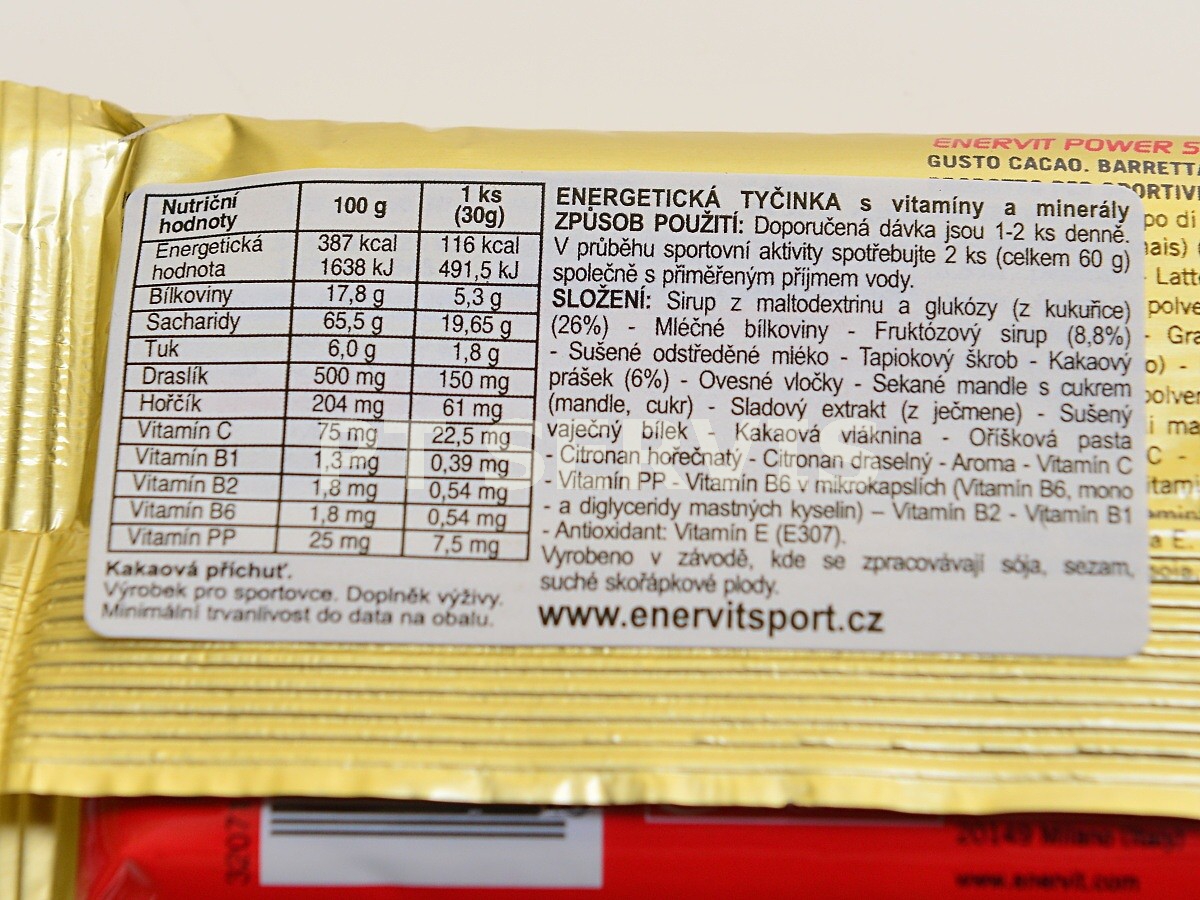 ENERVIT POWER S
GUSTO CACAO. BARRETTA
Nutriční hodnoty 100 g 1 ks (30g)
Energetická hodnota 387 kcal 1638 kJ 116 kcal 491,5 kJ
Bílkoviny 17,8 g 5,3 g
Sacharidy 65,5 g 19,65 g
Tuk 6,0 g 1,8 g
Draslík 500 mg 150 mg
Hořčík 204 mg 61 mg
Vitamín C 75 mg 22,5 mg
Vitamín B1 1,3 mg 0,39 mg
Vitamín B2 1,8 mg 0,54 mg
Vitamín B6 1,8 mg 0,54 mg
Vitamín PP 25 mg 7,5 mg
Kakaová příchuť.
Výrobek pro sportovce. Doplněk výživy.
Minimální trvanlivost do data na obalu.
ENERGETICKÁ TYČINKA s vitamíny a minerály
ZPŮSOB POUŽITÍ: Doporučená dávka jsou 1-2 ks denně.
V průběhu sportovní aktivity spotřebujte 2 ks (celkem 60 g)
společně s přiměřeným příjmem vody.
SLOŽENÍ: Sirup z maltodextrinu a glukózy (z kukuřice)
(26%) - Mléčné bílkoviny - Fruktózový sirup (8,8%)
- Sušené odstředěné mléko - Tapiokový škrob - Kakaový
prášek (6%) - Ovesné vločky - Sekané mandle s cukrem
(mandle, cukr) - Sladový extrakt (z ječmene) - Sušený
vaječný bílek - Kakaová vláknina - Oříšková pasta
- Citronan hořečnatý - Citronan draselný - Aroma - Vitamín C
- Vitamín PP - Vitamín B6 v mikrokapslích (Vitamín B6, mono
- a diglyceridy mastných kyselin) – Vitamín B2 - Vitamín B1
- Antioxidant: Vitamín E (E307).
Vyrobeno v závodě, kde se zpracovávají sója, sezam,
suché skořápkové plody.
www.enervitsport.cz
po di
Latt
polve
Gra
32071
20149 Milano (Italy)
www.enervit.com